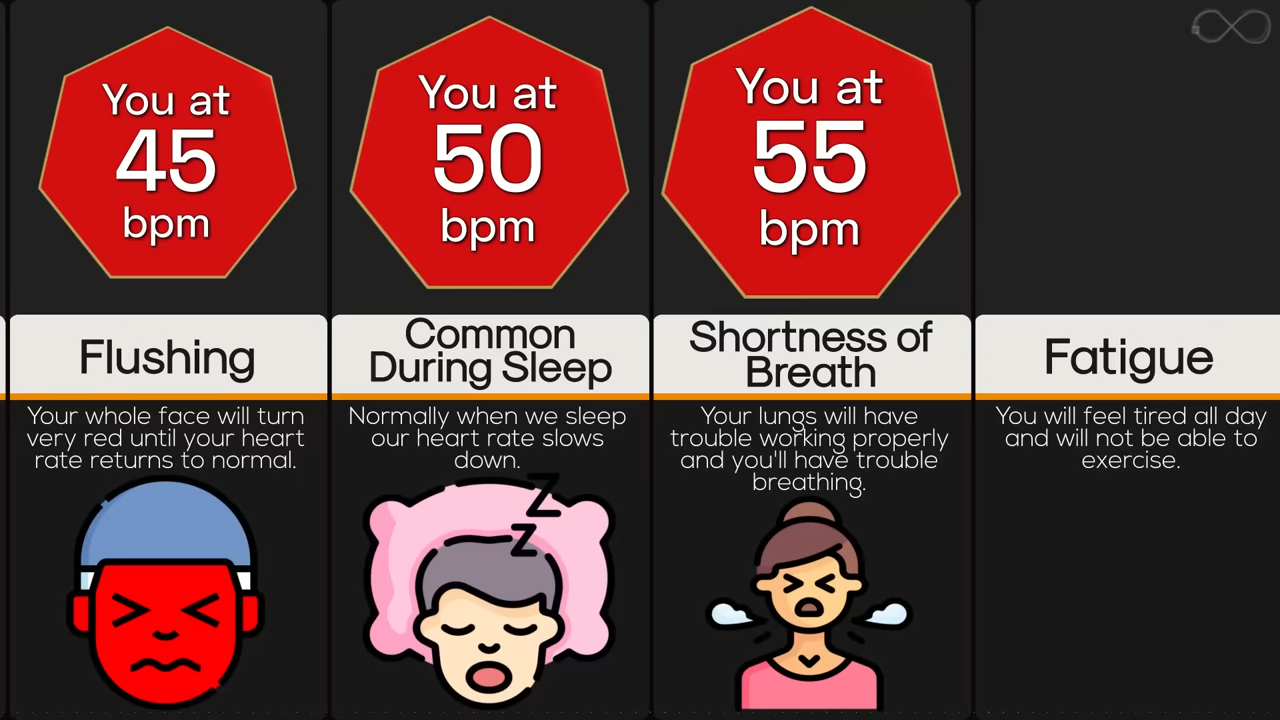 You at
45
bpm
Flushing
Your whole face will turn
very red until your heart
rate returns to normal.
You at
50
bpm
Common
During Sleep
Normally when we sleep
our heart rate slows
down.
Z
Z
You at
55
bpm
Shortness of
Breath
Your lungs will have
trouble working properly
and you'll have trouble
breathing.
Fatigue
You will feel tired all day
and will not be able to
exercise.